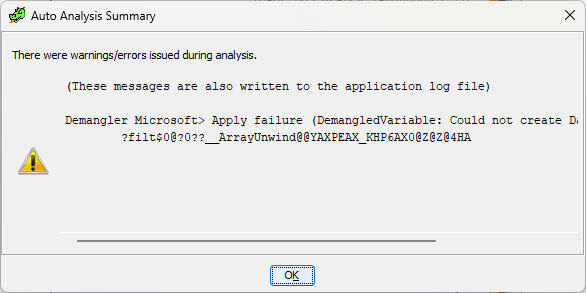 Auto Analysis Summary
There were warnings/errors issued during analysis.
(These messages are also written to the application log file)
Demangler Microsoft> Apply failure (DemangledVariable: Could not create
?filt$0@?0??__ArrayUnwind@@YAXPEAX_KHP6AX0@Z@Z@4HA
OK